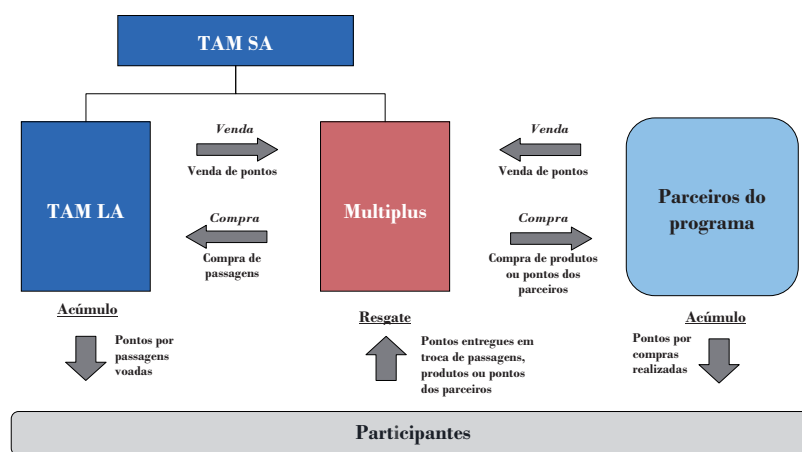 TAM SA
Venda
Venda de pontos
Venda
Venda de pontos
TAM LA
Multiplus
Parceiros do
programa
Compra
Compra de
passagens
Compra
Compra de produtos
ou pontos dos
parceiros
Acúmulo
Pontos por
passagens
voadas
Resgate
Pontos entregues em
troca de passagens,
produtos ou pontos
dos parceiros
Acúmulo
Pontos por
compras
realizadas
Participantes